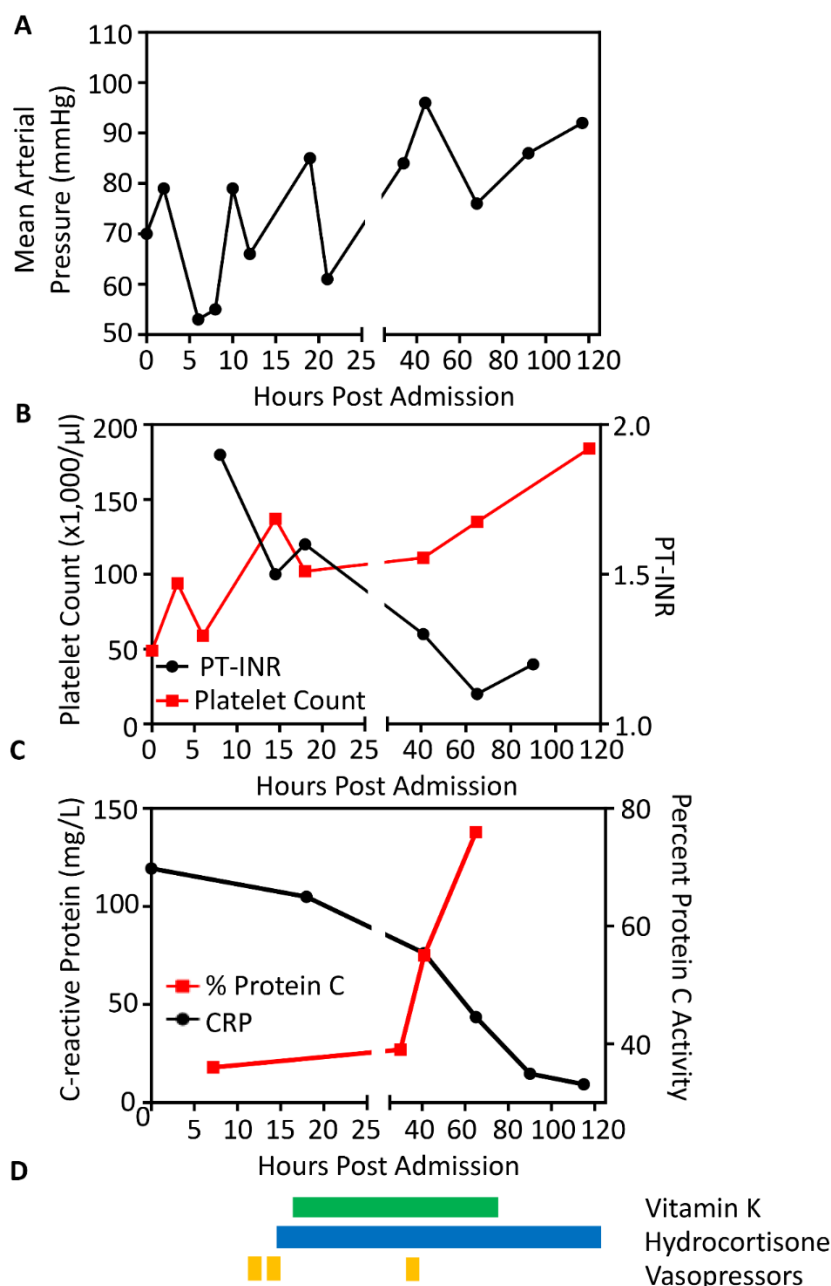 A
Mean Arterial
Pressure (mmHg)
110
100
90
80
70
60
50
0 5 10 15 20 25 40 60 80 100 120
Hours Post Admission
B
Platelet Count (x1,000/µl)
200
150
100
50
0
PT-INR
Platelet Count
2.0
1.5
1.0
PT-INR
0 5 10 15 20 25 40 60 80 100 120
Hours Post Admission
C
C-reactive Protein (mg/L)
150
100
50
0
% Protein C
CRP
80
60
40
Percent Protein C Activity
0 5 10 15 20 25 40 60 80 100 120
Hours Post Admission
D
Vitamin K
Hydrocortisone
Vasopressors